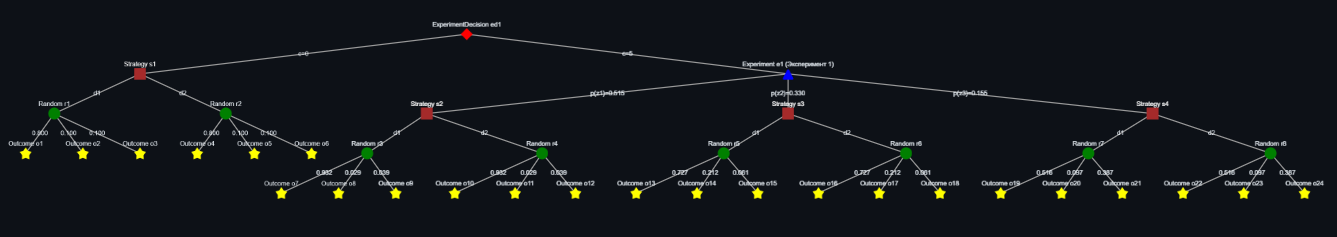 ExperimentDecision ed1
c=0
c=5
Strategy s1
Experiment e1 (Эксперимент 1)
d1
d2
p(x1)=0.515
p(x2)=0.330
p(x3)=0.155
Random r1
Random r2
Strategy s2
Strategy s3
Strategy s4
0.800 0.100 0.100
0.800 0.100 0.100
d1
d2
d1
d2
d1
d2
Outcome o1 Outcome o2 Outcome o3 Outcome o4 Outcome o5 Outcome o6
Random r3
Random r4
Random r5
Random r6
Random r7
Random r8
0.932 0.029 0.039
0.932 0.029 0.039
0.727 0.212 0.061
0.727 0.212 0.061
0.516 0.097 0.387
0.516 0.097 0.387
Outcome o7 Outcome o8 Outcome o9 Outcome o10 Outcome o11 Outcome o12 Outcome o13 Outcome o14 Outcome o15 Outcome o16 Outcome o17 Outcome o18 Outcome o19 Outcome o20 Outcome o21 Outcome o22 Outcome o23 Outcome o24